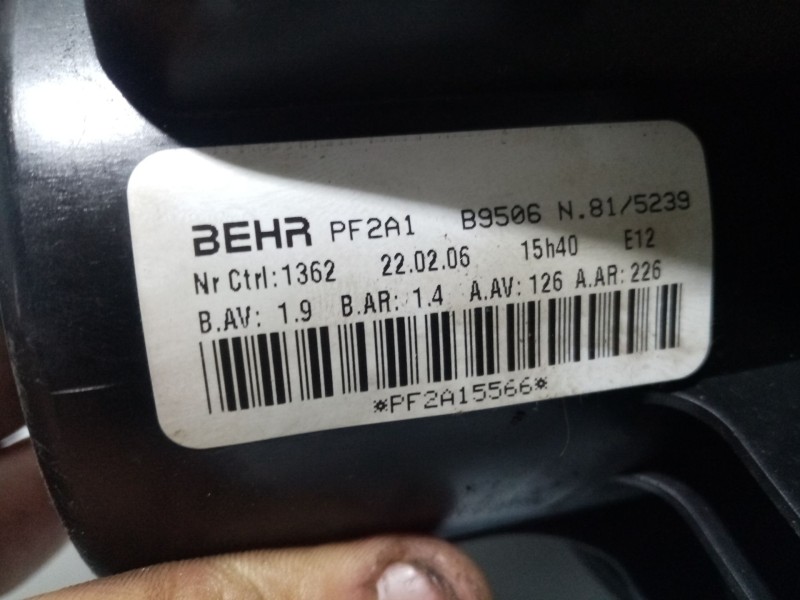 BEHR PF2A1 B9506 N.81/5239
Nr Ctrl:1362 22.02.06 15h40 E12
B.AV: 1.9 B.AR: 1.4 A.AV: 126 A.AR: 226
*PF2A15566*